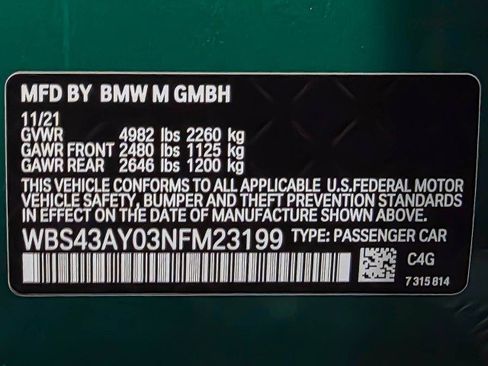 MFD BY BMW M GMBH
11/21
GVWR 4982 lbs 2260 kg
GAWR FRONT 2480 lbs 1125 kg
GAWR REAR 2646 lbs 1200 kg
THIS VEHICLE CONFORMS TO ALL APPLICABLE U.S.FEDERAL MOTOR
VEHICLE SAFETY, BUMPER AND THEFT PREVENTION STANDARDS
IN EFFECT ON THE DATE OF MANUFACTURE SHOWN ABOVE.
WBS43AY03NFM23199 TYPE: PASSENGER CAR
C4G
7 315 814